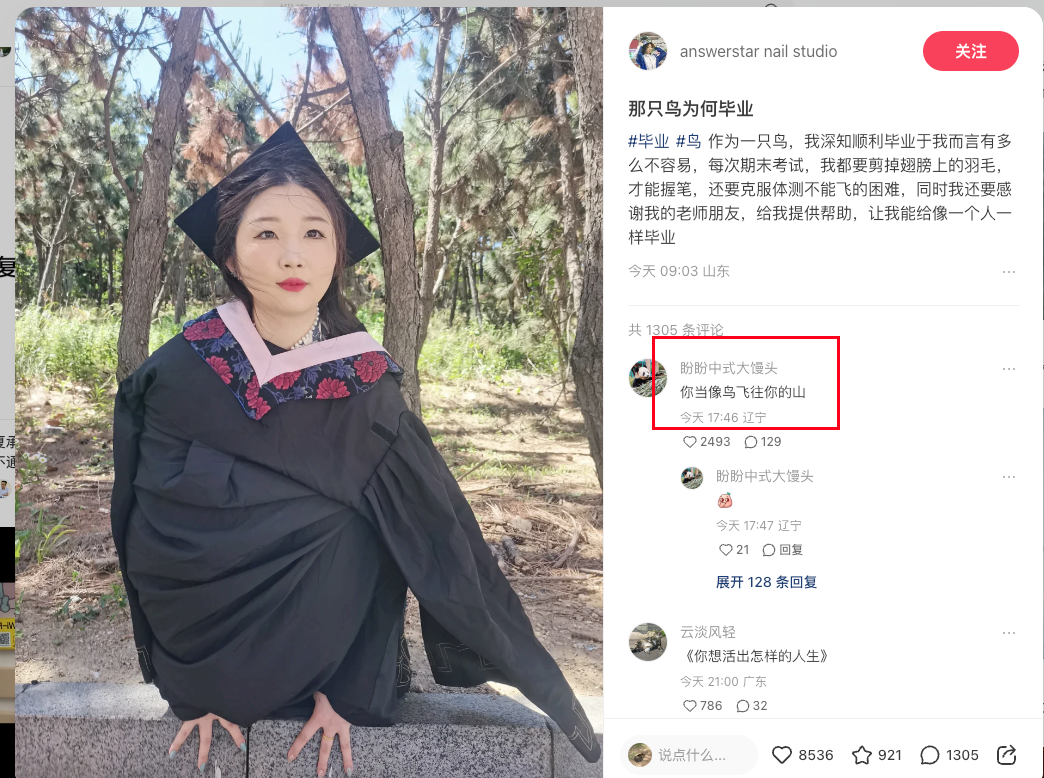 answerstar nail studio
关注
那只鸟为何毕业
#毕业 #鸟 作为一只鸟，我深知顺利毕业于我而言有多
么不容易，每次期末考试，我都要剪掉翅膀上的羽毛，
才能握笔，还要克服体测不能飞的困难，同时我还要感
谢我的老师朋友，给我提供帮助，让我能给像一个人一
样毕业
今天 09:03 山东
共 1305 条评论
盼盼中式大馒头
你当像鸟飞往你的山
今天 17:46 辽宁
2493 129
盼盼中式大馒头
今天 17:47 辽宁
21 回复
展开 128 条回复
云淡风轻
《你想活出怎样的人生》
今天 21:00 广东
786 32
说点什么... 8536 921 1305
复